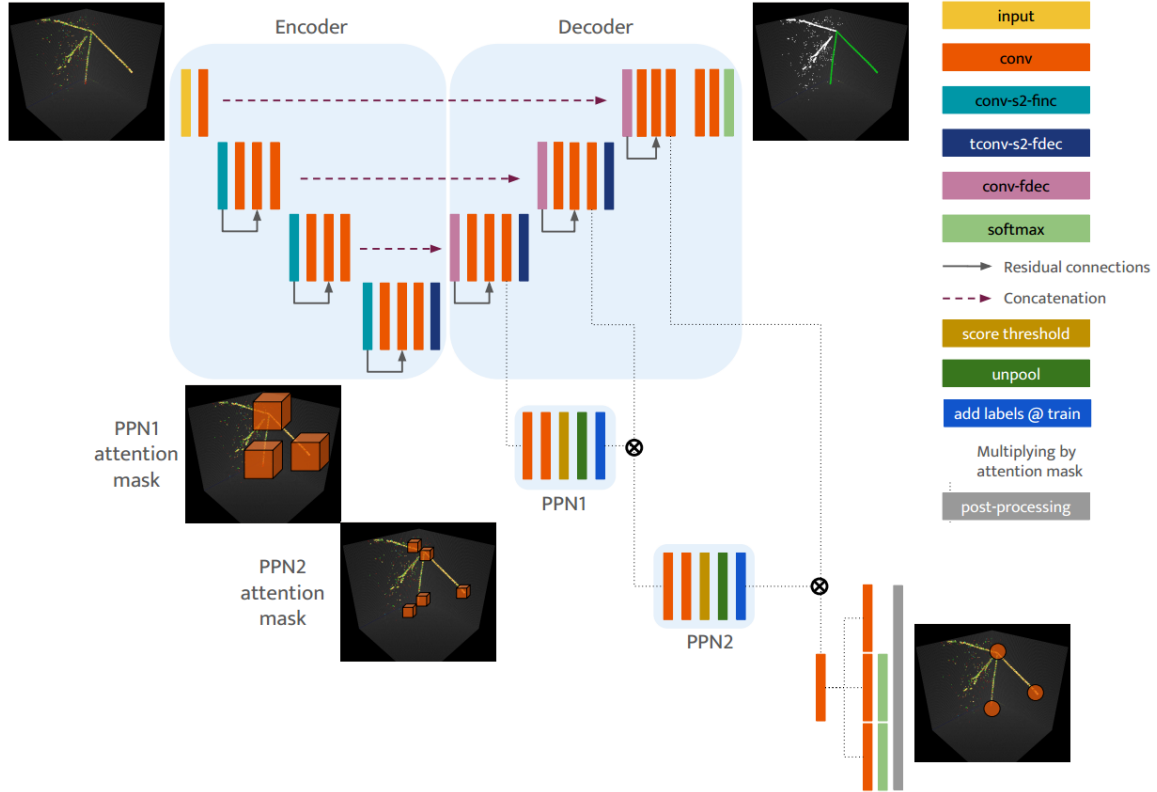 Encoder
Decoder
input
conv
conv-s2-finc
tconv-s2-fdec
conv-fdec
softmax
Residual connections
Concatenation
score threshold
unpool
add labels @ train
Multiplying by
attention mask
post-processing
PPN1
attention
mask
PPN1
PPN2
attention
mask
PPN2